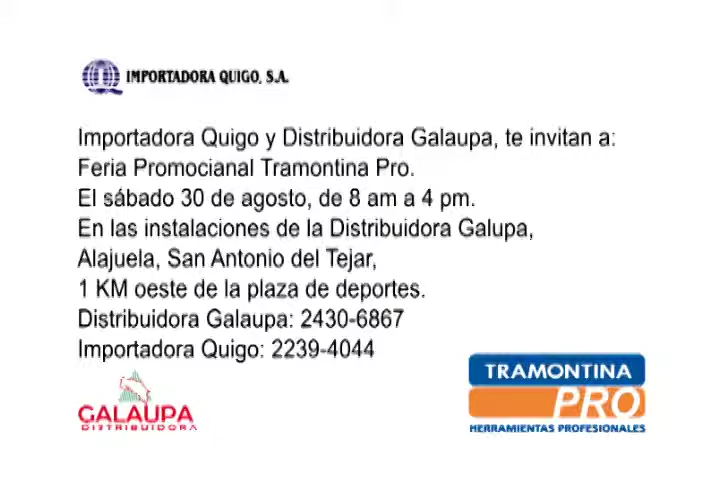 IMPORTADORA QUIGO, S.A.
Importadora Quigo y Distribuidora Galaupa, te invitan a:
Feria Promocianal Tramontina Pro.
El sábado 30 de agosto, de 8 am a 4 pm.
En las instalaciones de la Distribuidora Galupa,
Alajuela, San Antonio del Tejar,
1 KM oeste de la plaza de deportes.
Distribuidora Galaupa: 2430-6867
Importadora Quigo: 2239-4044
TRAMONTINA
PRO
HERRAMIENTAS PROFESIONALES
GALAUPA
DISTRIBUIDORA